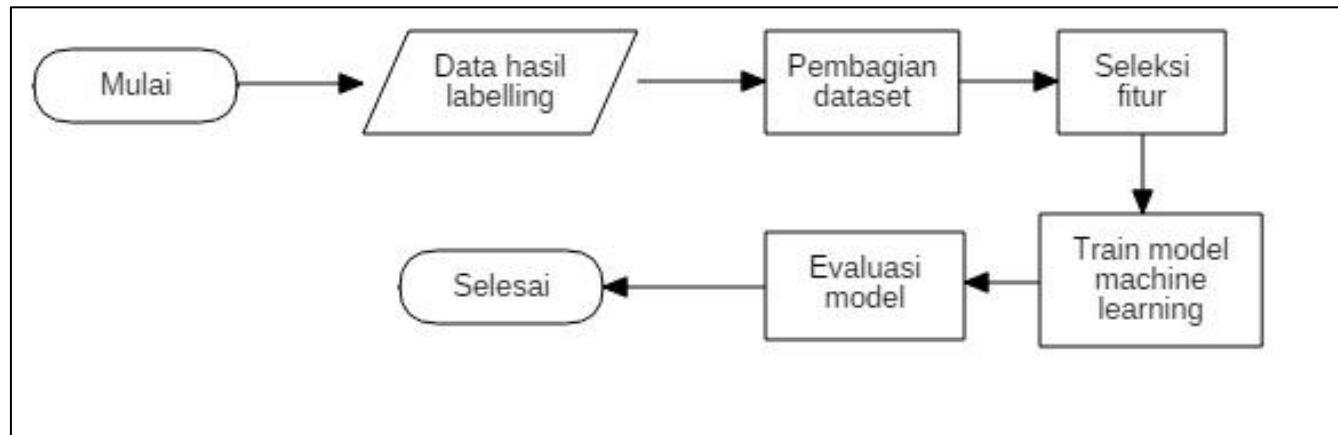 Mulai
Data hasil
labelling
Pembagian
dataset
Seleksi
fitur
Train model
machine
learning
Evaluasi
model
Selesai